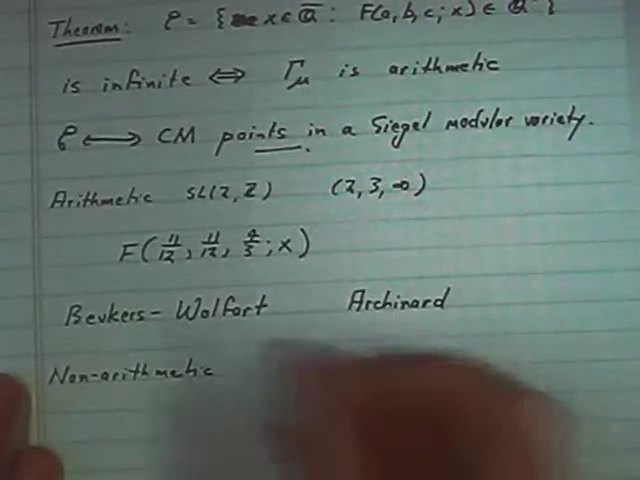 Theorem: ℰ = { x ∈ Q̅ : F(a, b, c; x) ∈ Q̅ }
is infinite ⇔ Γ_μ is arithmetic
ℰ ⟷ CM points in a Siegel modular variety.
Arithmetic SL(2, Z) (2, 3, ∞)
F(11/12, 11/12, 4/3; x)
Beukers - Wolfart Archinard
Non-arithmetic